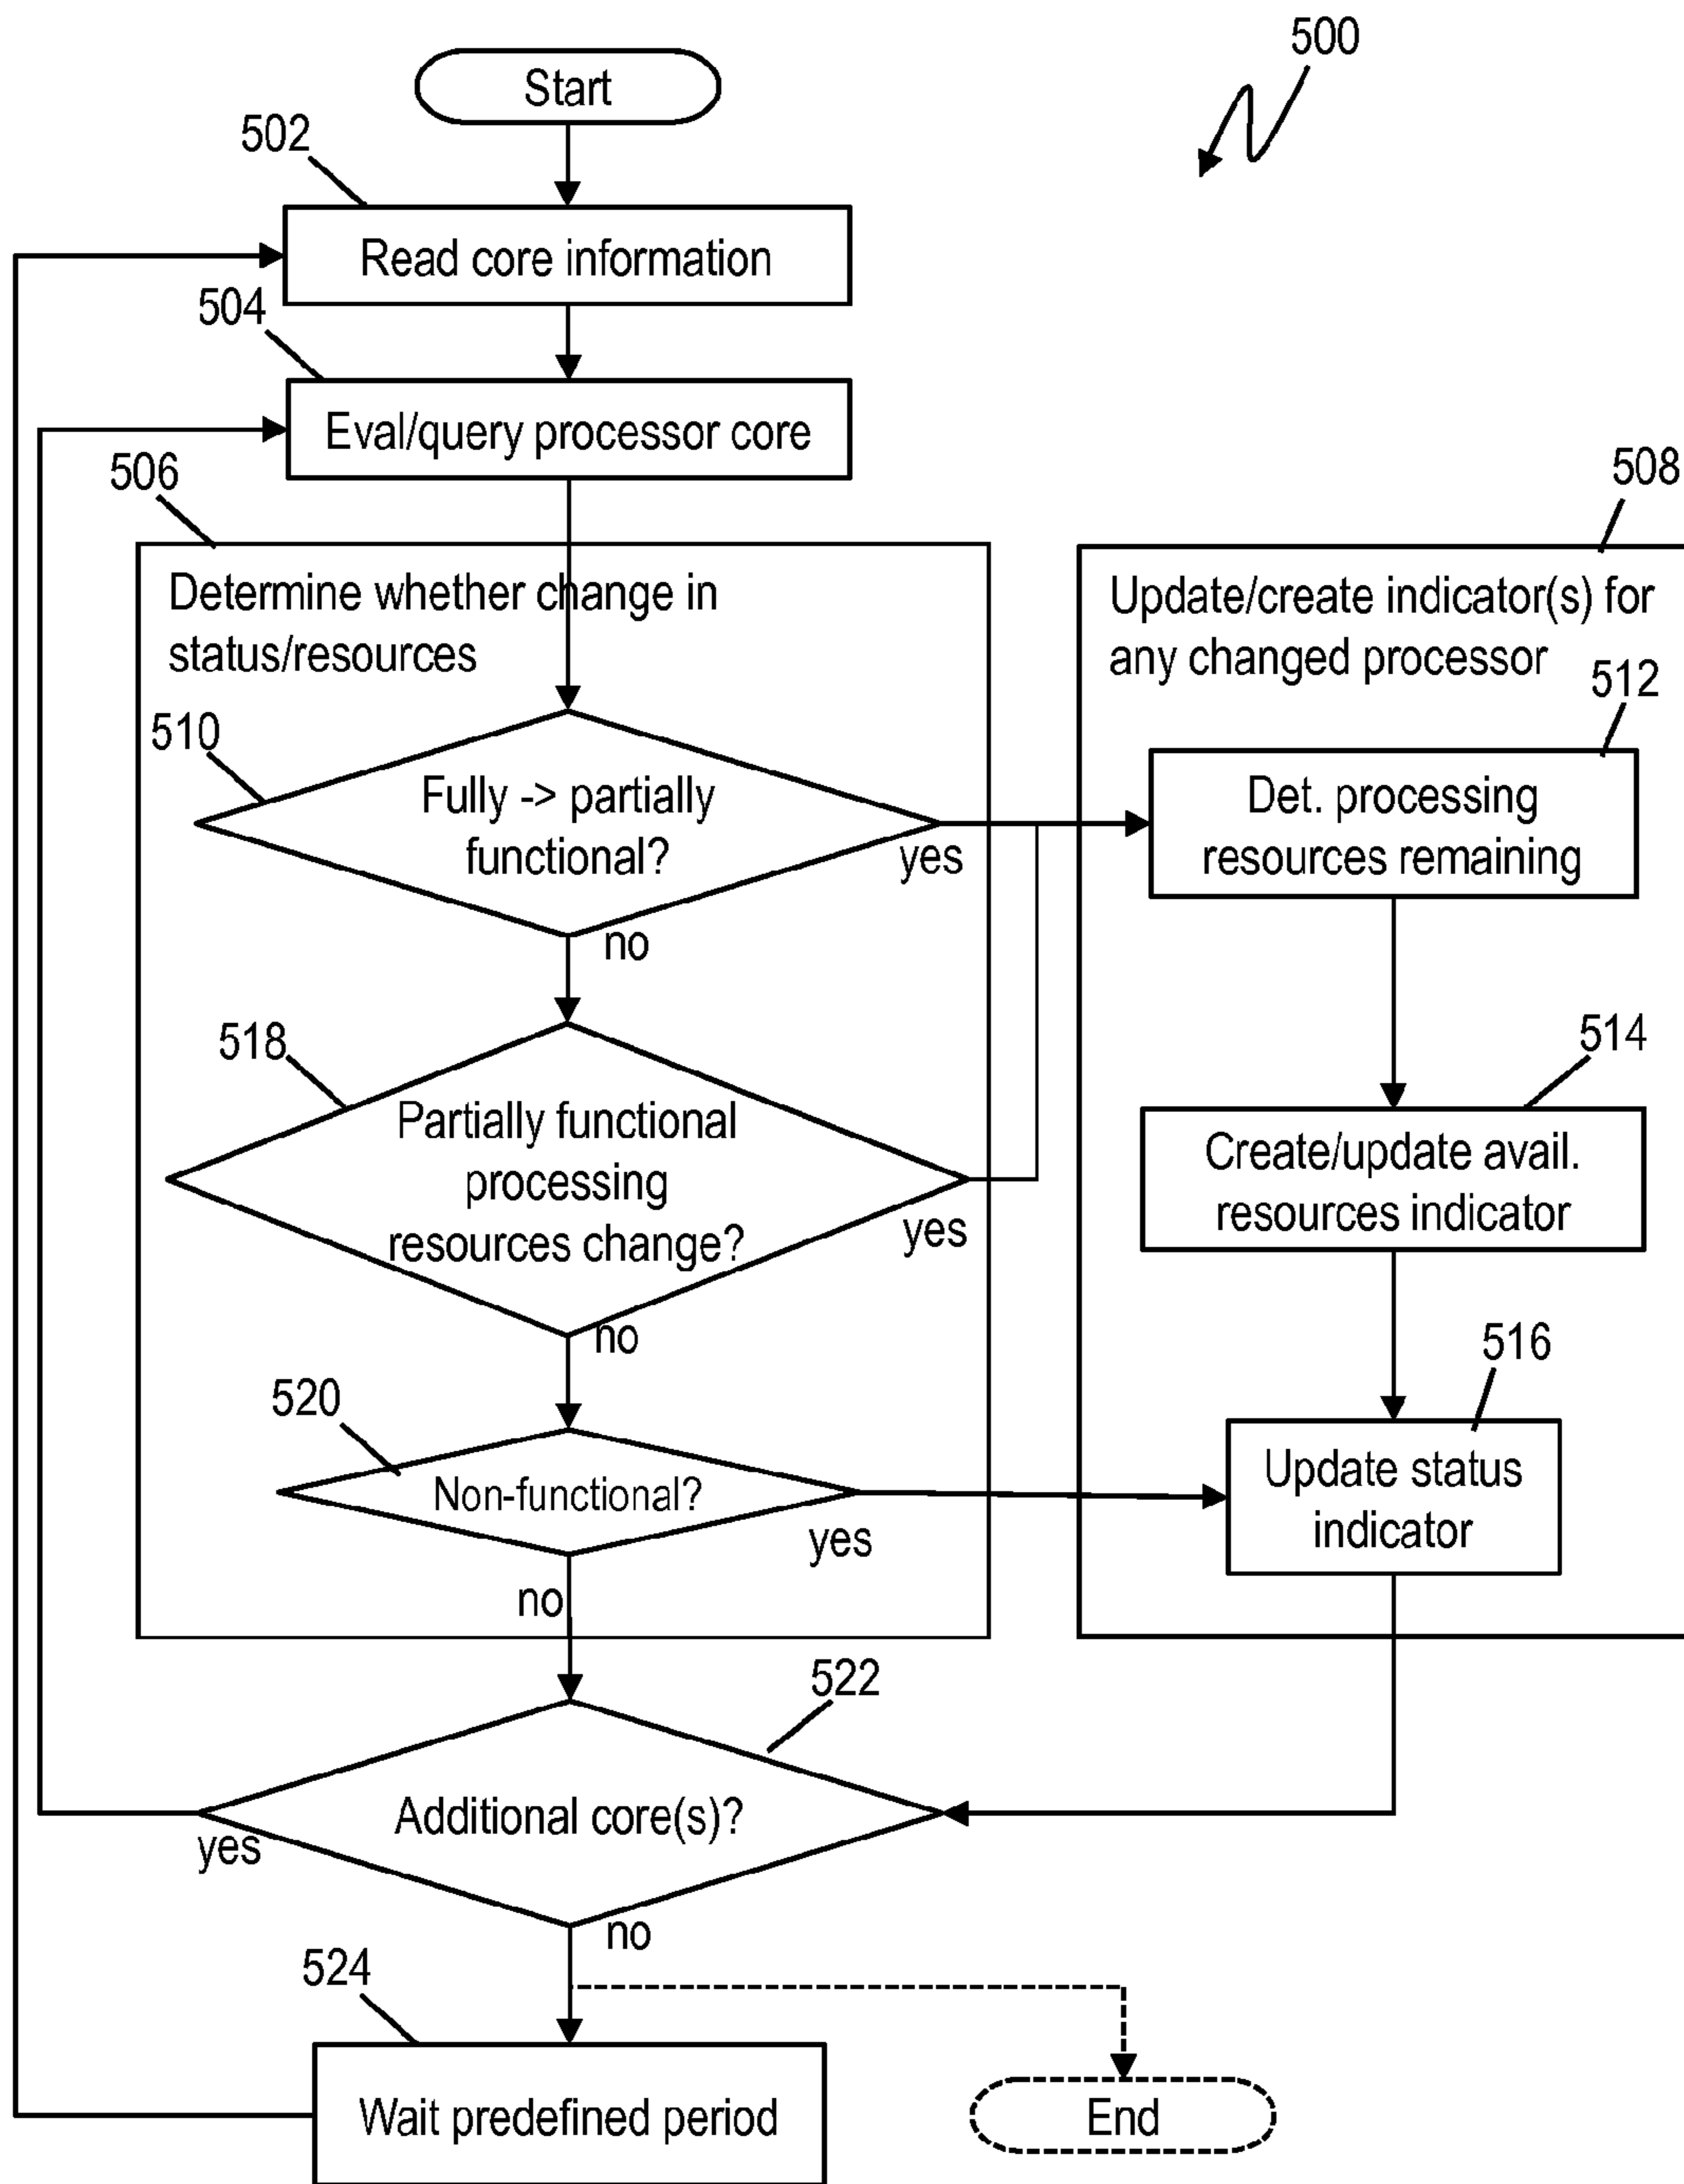 500
Start
502
Read core information
504
Eval/query processor core
506
508
Determine whether change in
status/resources
Update/create indicator(s) for
any changed processor
512
510
Fully -> partially
functional?
yes
no
Det. processing
resources remaining
518
Partially functional
processing
resources change?
yes
no
514
Create/update avail.
resources indicator
516
520
Non-functional?
yes
no
Update status
indicator
522
Additional core(s)?
yes
no
524
Wait predefined period
End